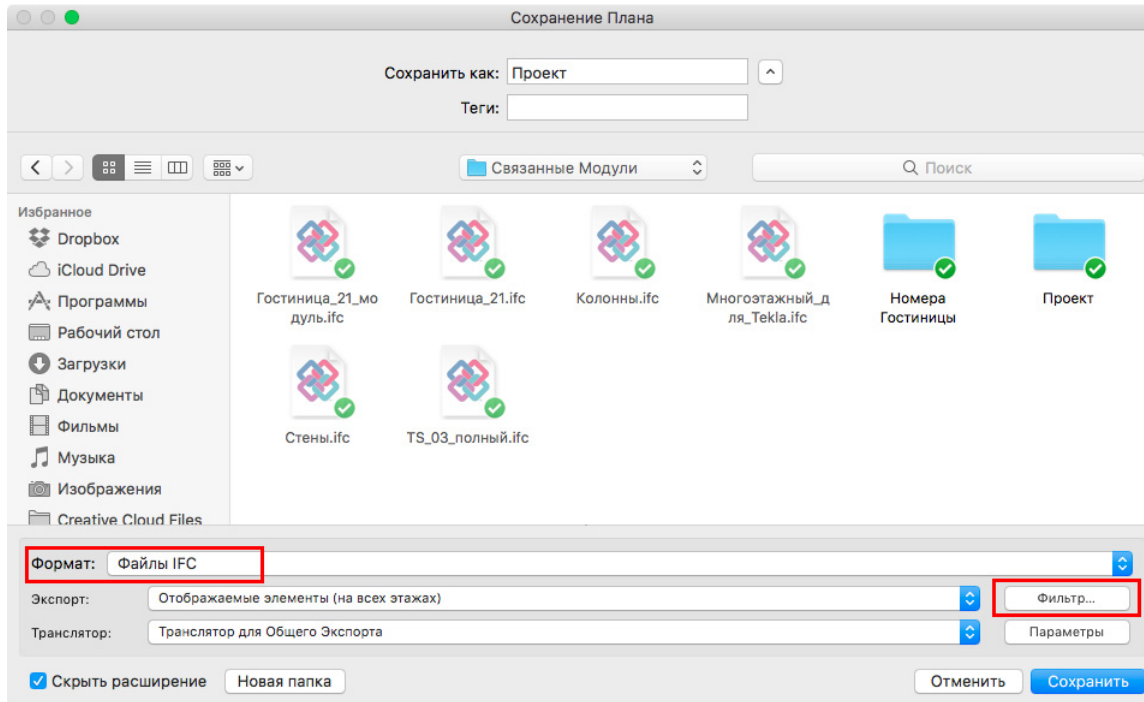 Сохранение Плана
Сохранить как: Проект
Теги:
Связанные Модули
Поиск
Избранное
Dropbox
iCloud Drive
Программы
Рабочий стол
Загрузки
Документы
Фильмы
Музыка
Изображения
Creative Cloud Files
Гостиница_21_мо
дуль.ifc
Гостиница_21.ifc
Колонны.ifc
Многоэтажный_д
ля_Tekla.ifc
Номера
Гостиницы
Проект
Стены.ifc
TS_03_полный.ifc
Формат: Файлы IFC
Экспорт: Отображаемые элементы (на всех этажах) Фильтр...
Транслятор: Транслятор для Общего Экспорта Параметры
Скрыть расширение Новая папка Отменить Сохранить